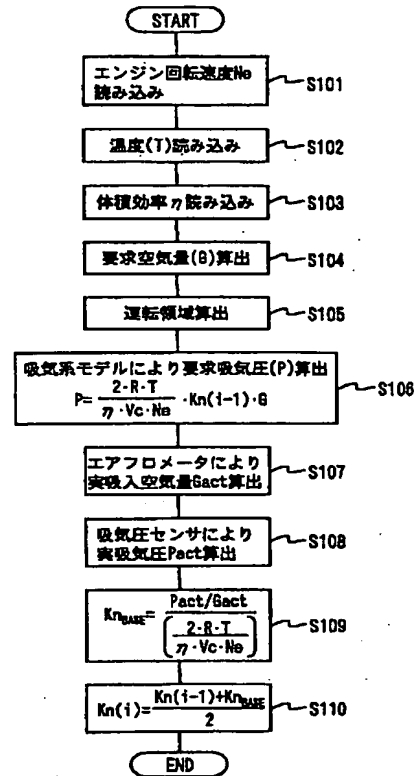 START
エンジン回転速度Ne
読み込み
S101
温度(T)読み込み
S102
体積効率η読み込み
S103
要求空気量(G)算出
S104
運転領域算出
S105
吸気系モデルにより要求吸気圧(P)算出
P= 2·R·T / η·Vc·Ne ·Kn(i-1)·G
S106
エアフロメータにより
実吸入空気量Gact算出
S107
吸気圧センサにより
実吸気圧Pact算出
S108
KnBASE= Pact/Gact / (2·R·T / η·Vc·Ne)
S109
Kn(i)= Kn(i-1)+KnBASE / 2
S110
END